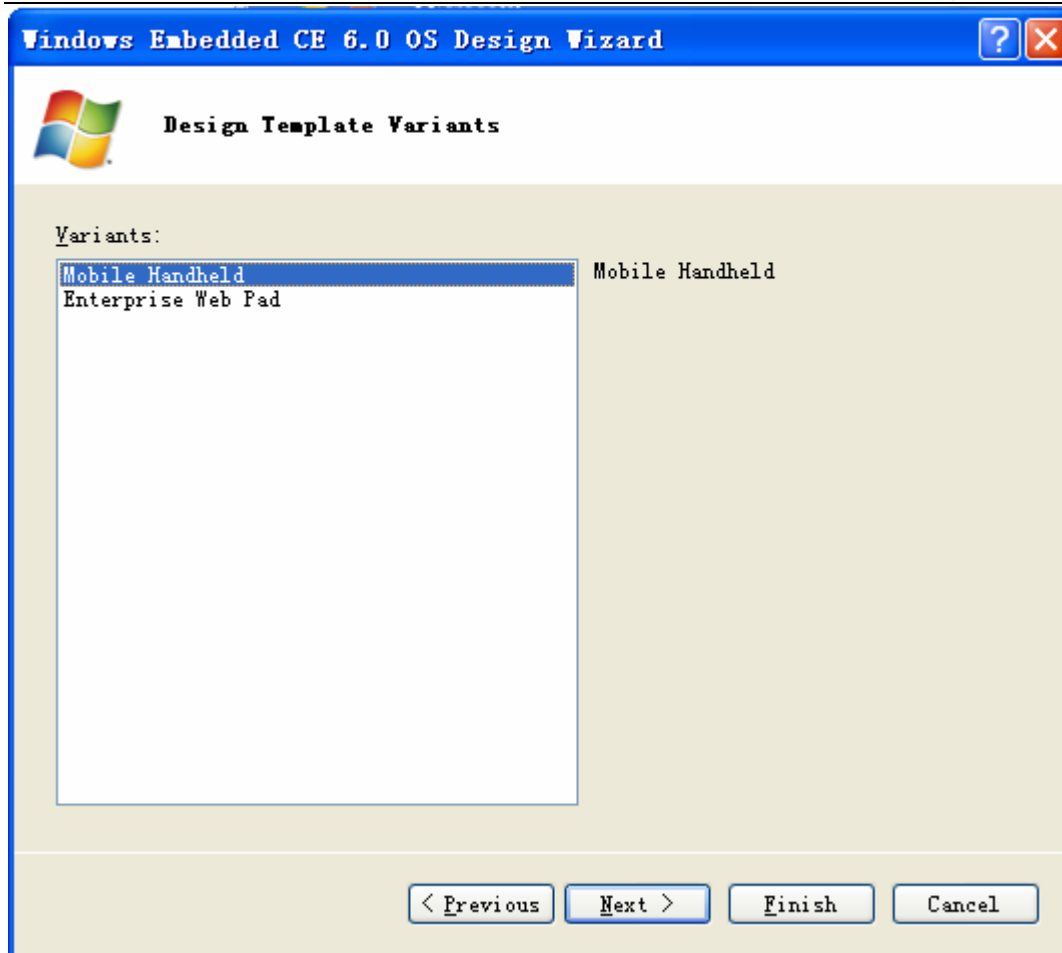 Windows Embedded CE 6.0 OS Design Wizard
Design Template Variants
Variants:
Mobile Handheld
Enterprise Web Pad
Mobile Handheld
< Previous
Next >
Finish
Cancel